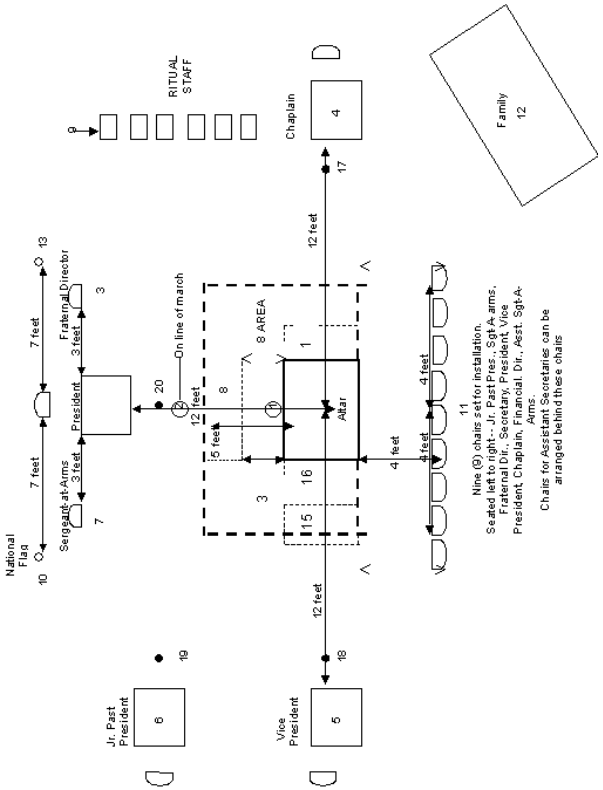 National
Flag
7 feet
7 feet
10
13
Sergeant-at-Arms
3 feet
President
3 feet
Fraternal Director
9
7
3
RITUAL
STAFF
Jr. Past
President
6
19
20
On line of march
2
12 feet
5 feet
8
8 AREA
3
1
Vice
President
5
18
12 feet
15
16
Altar
1
12 feet
17
Chaplain
4
4 feet
4 feet
4 feet
11
Nine (9) chairs set for installation.
Seated left to right-- Jr. Past Pres., Sgt-A-arms,
Fraternal Dir., Secretary, President, Vice
President, Chaplain, Financial. Dir., Asst. Sgt-A-
Arms.
Chairs for Assistant Secretaries can be
arranged behind these chairs
Family
12